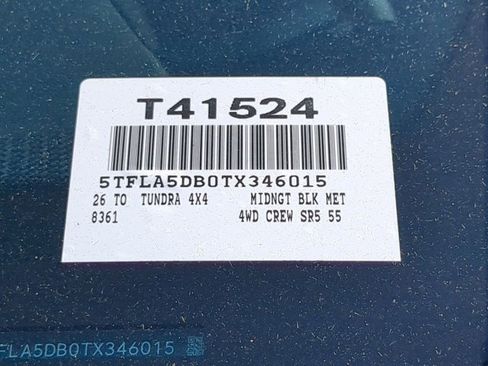 T41524
5TFLA5DB0TX346015
26 TO TUNDRA 4X4 MIDNGT BLK MET
8361 4WD CREW SR5 55
FLA5DB0TX346015